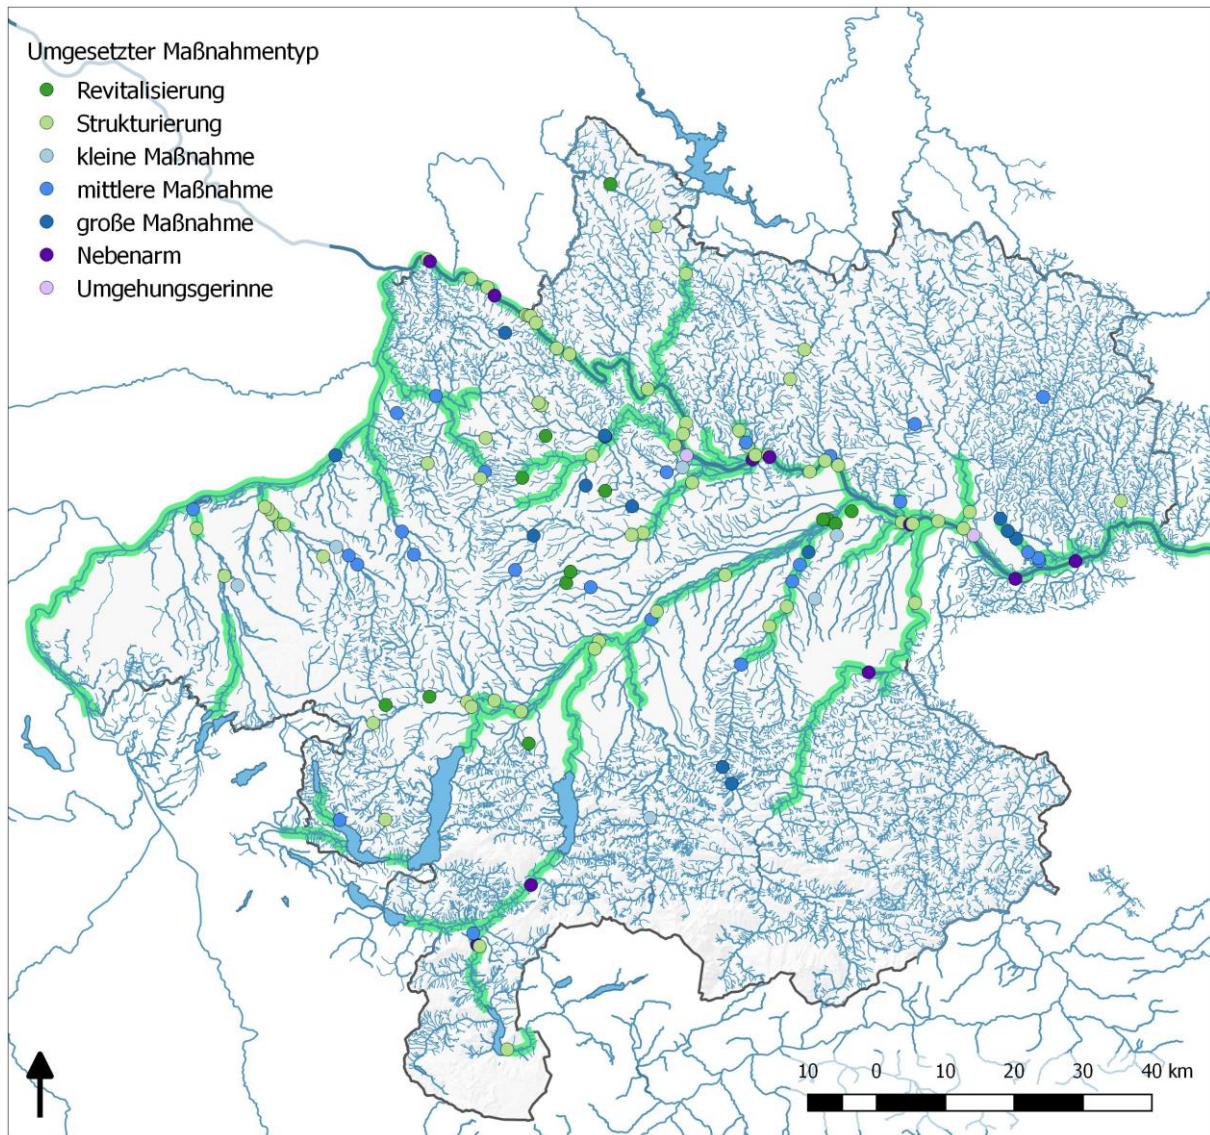 Umgesetzter Maßnahmentyp
Revitalisierung
Strukturierung
kleine Maßnahme
mittlere Maßnahme
große Maßnahme
Nebenarm
Umgehungsgerinne
10 0 10 20 30 40 km